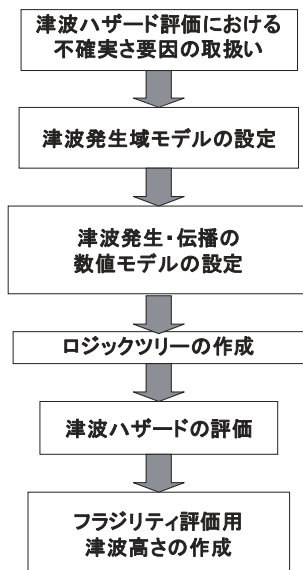 津波ハザード評価における
不確実さ要因の取扱い
津波発生域モデルの設定
津波発生・伝播の
数値モデルの設定
ロジックツリーの作成
津波ハザードの評価
フラジリティ評価用
津波高さの作成